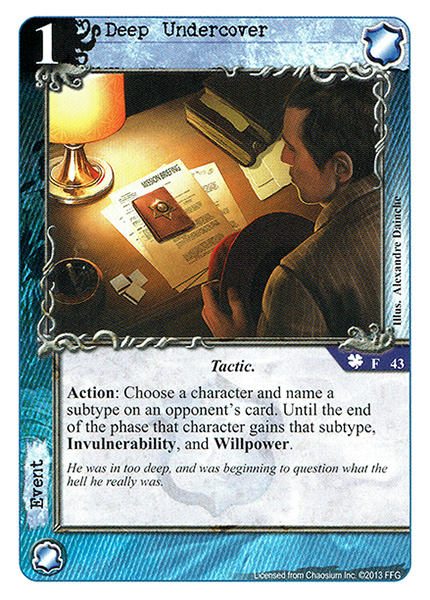 1 Deep Undercover
MISSION BRIEFING
Illus. Alexandre Dainche
Tactic.
F 43
Action: Choose a character and name a
subtype on an opponent's card. Until the end
of the phase that character gains that subtype,
Invulnerability, and Willpower.
He was in too deep, and was beginning to question what the
hell he really was.
Event
Licensed from Chaosium Inc. ©2013 FFG